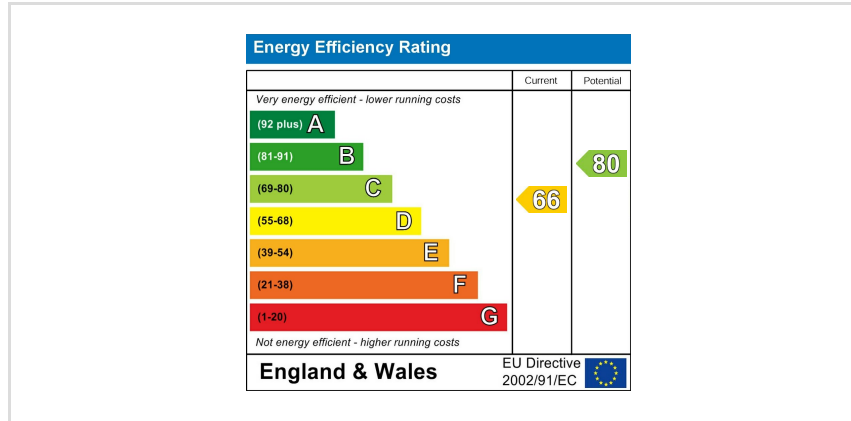 Energy Efficiency Rating
Current Potential
Very energy efficient - lower running costs
(92 plus) A
(81-91) B
80
(69-80) C
66
(55-68) D
(39-54) E
(21-38) F
(1-20) G
Not energy efficient - higher running costs
England & Wales
EU Directive
2002/91/EC